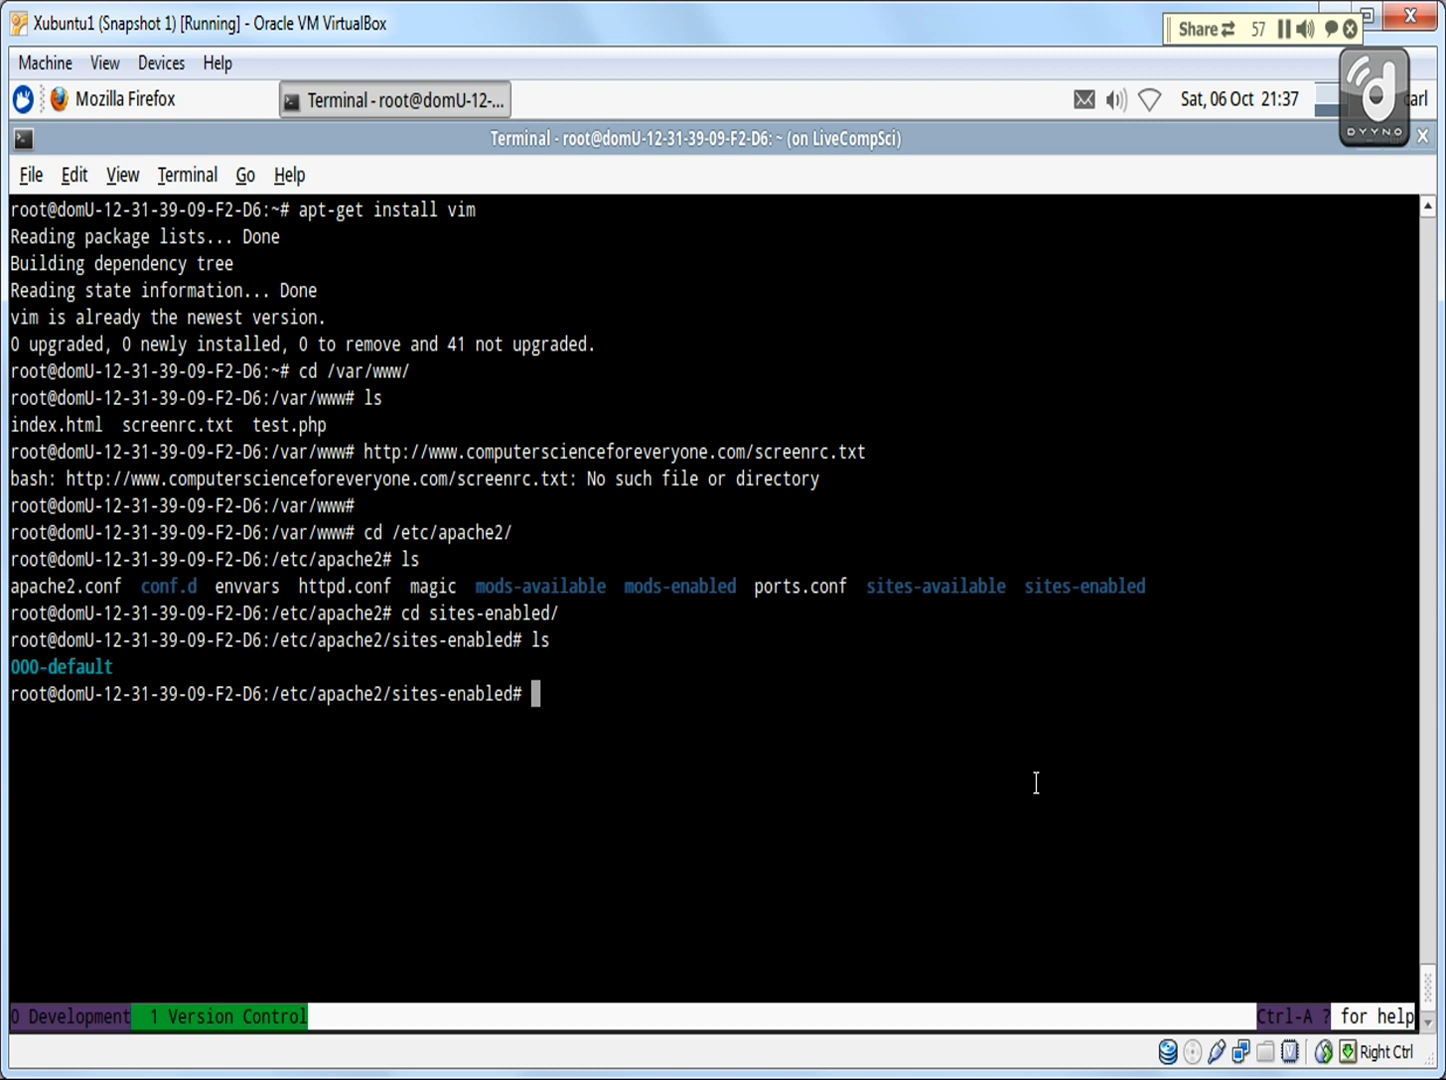 Xubuntu1 (Snapshot 1) [Running] - Oracle VM VirtualBox
Share 57
Machine View Devices Help
Mozilla Firefox Terminal - root@domU-12-... Sat, 06 Oct 21:37 carl
DYYNO
Terminal - root@domU-12-31-39-09-F2-D6: ~ (on LiveCompSci)
File Edit View Terminal Go Help
root@domU-12-31-39-09-F2-D6:~# apt-get install vim
Reading package lists... Done
Building dependency tree
Reading state information... Done
vim is already the newest version.
0 upgraded, 0 newly installed, 0 to remove and 41 not upgraded.
root@domU-12-31-39-09-F2-D6:~# cd /var/www/
root@domU-12-31-39-09-F2-D6:/var/www# ls
index.html screenrc.txt test.php
root@domU-12-31-39-09-F2-D6:/var/www# http://www.computerscienceforeveryone.com/screenrc.txt
bash: http://www.computerscienceforeveryone.com/screenrc.txt: No such file or directory
root@domU-12-31-39-09-F2-D6:/var/www#
root@domU-12-31-39-09-F2-D6:/var/www# cd /etc/apache2/
root@domU-12-31-39-09-F2-D6:/etc/apache2# ls
apache2.conf conf.d envvars httpd.conf magic mods-available mods-enabled ports.conf sites-available sites-enabled
root@domU-12-31-39-09-F2-D6:/etc/apache2# cd sites-enabled/
root@domU-12-31-39-09-F2-D6:/etc/apache2/sites-enabled# ls
000-default
root@domU-12-31-39-09-F2-D6:/etc/apache2/sites-enabled#
0 Development 1 Version Control Ctrl-A ? for help
Right Ctrl